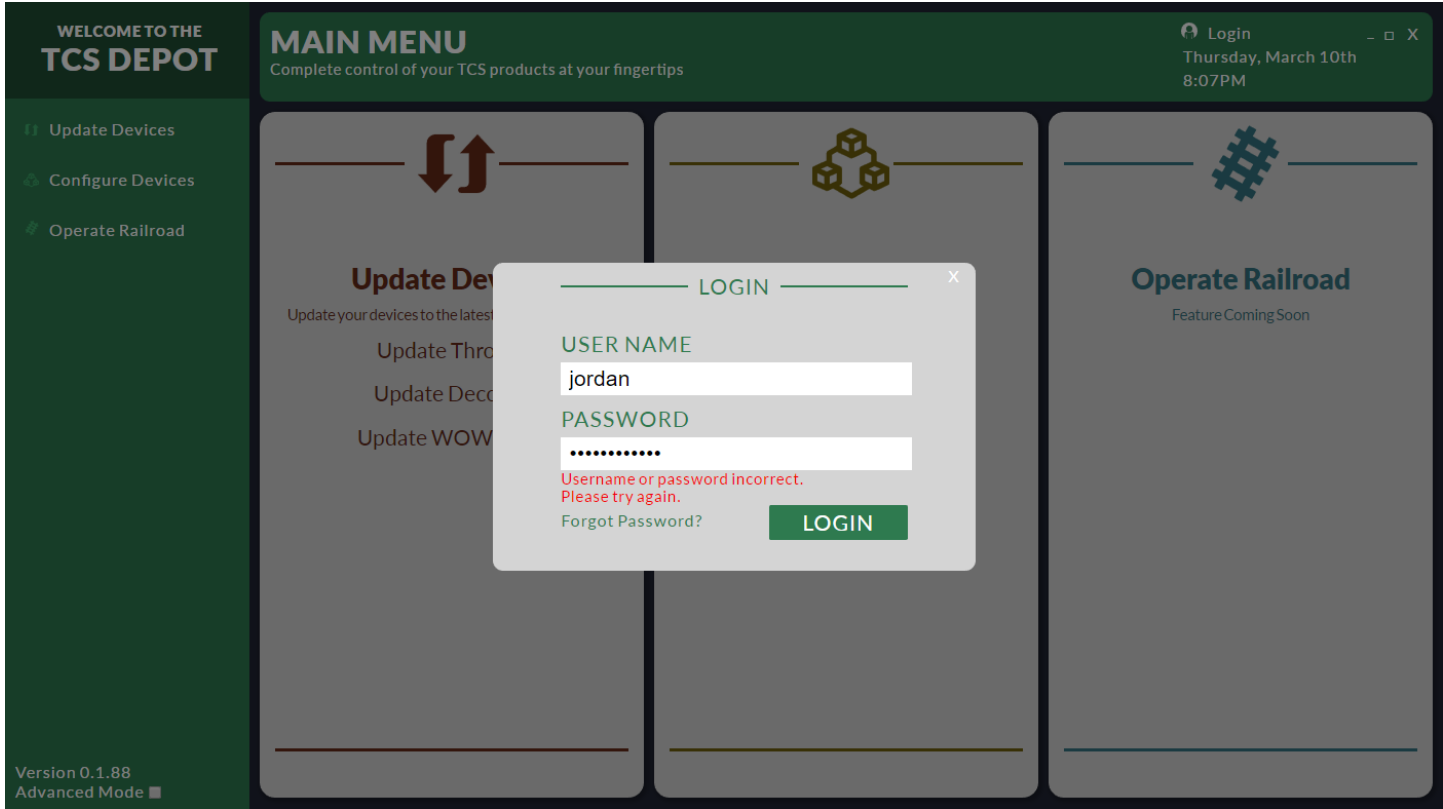 WELCOME TO THE
TCS DEPOT
Update Devices
Configure Devices
Operate Railroad
Version 0.1.88
Advanced Mode
MAIN MENU
Complete control of your TCS products at your fingertips
Login
Thursday, March 10th
8:07PM
_ □ X
Update Dev
Update your devices to the latest
Update Thro
Update Deco
Update WOW
Operate Railroad
Feature Coming Soon
LOGIN
X
USER NAME
jordan
PASSWORD
••••••••••••
Username or password incorrect.
Please try again.
Forgot Password?
LOGIN